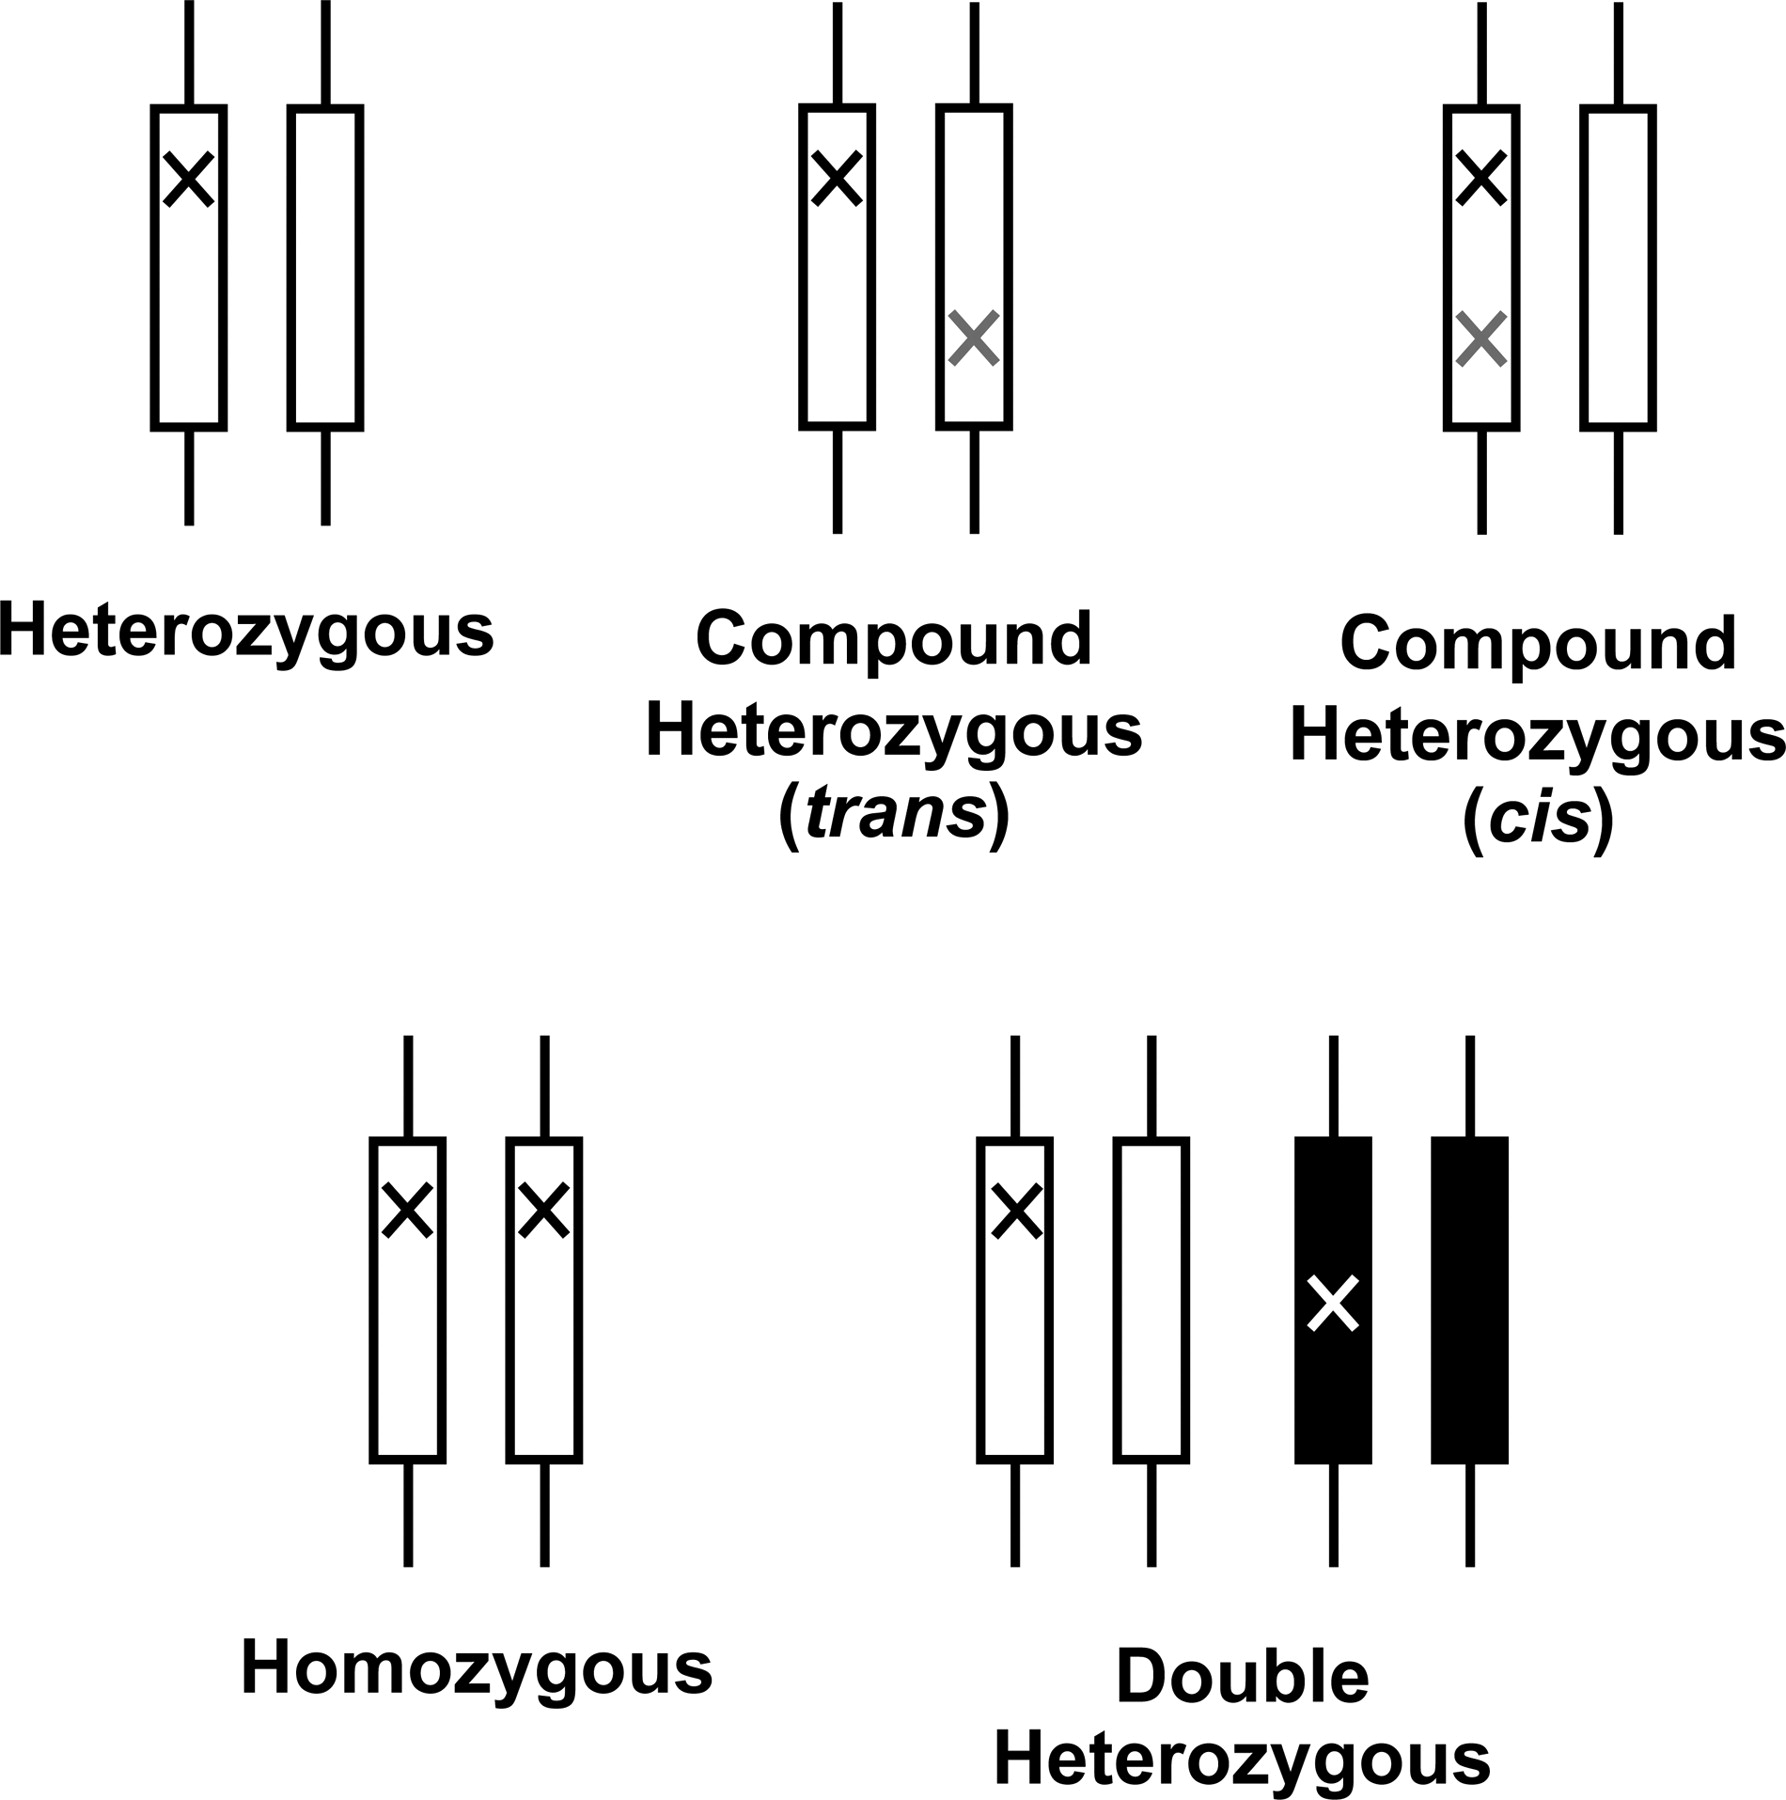 Heterozygous
Compound
Heterozygous
(trans)
Compound
Heterozygous
(cis)
Homozygous
Double
Heterozygous